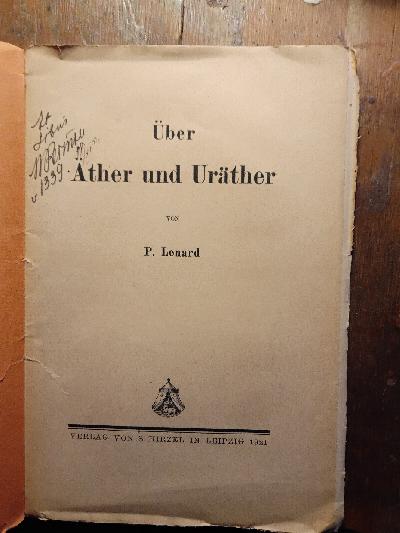 Über
Äther und Uräther
VON
P. Lenard
VERLAG VON S. HIRZEL IN LEIPZIG 1921